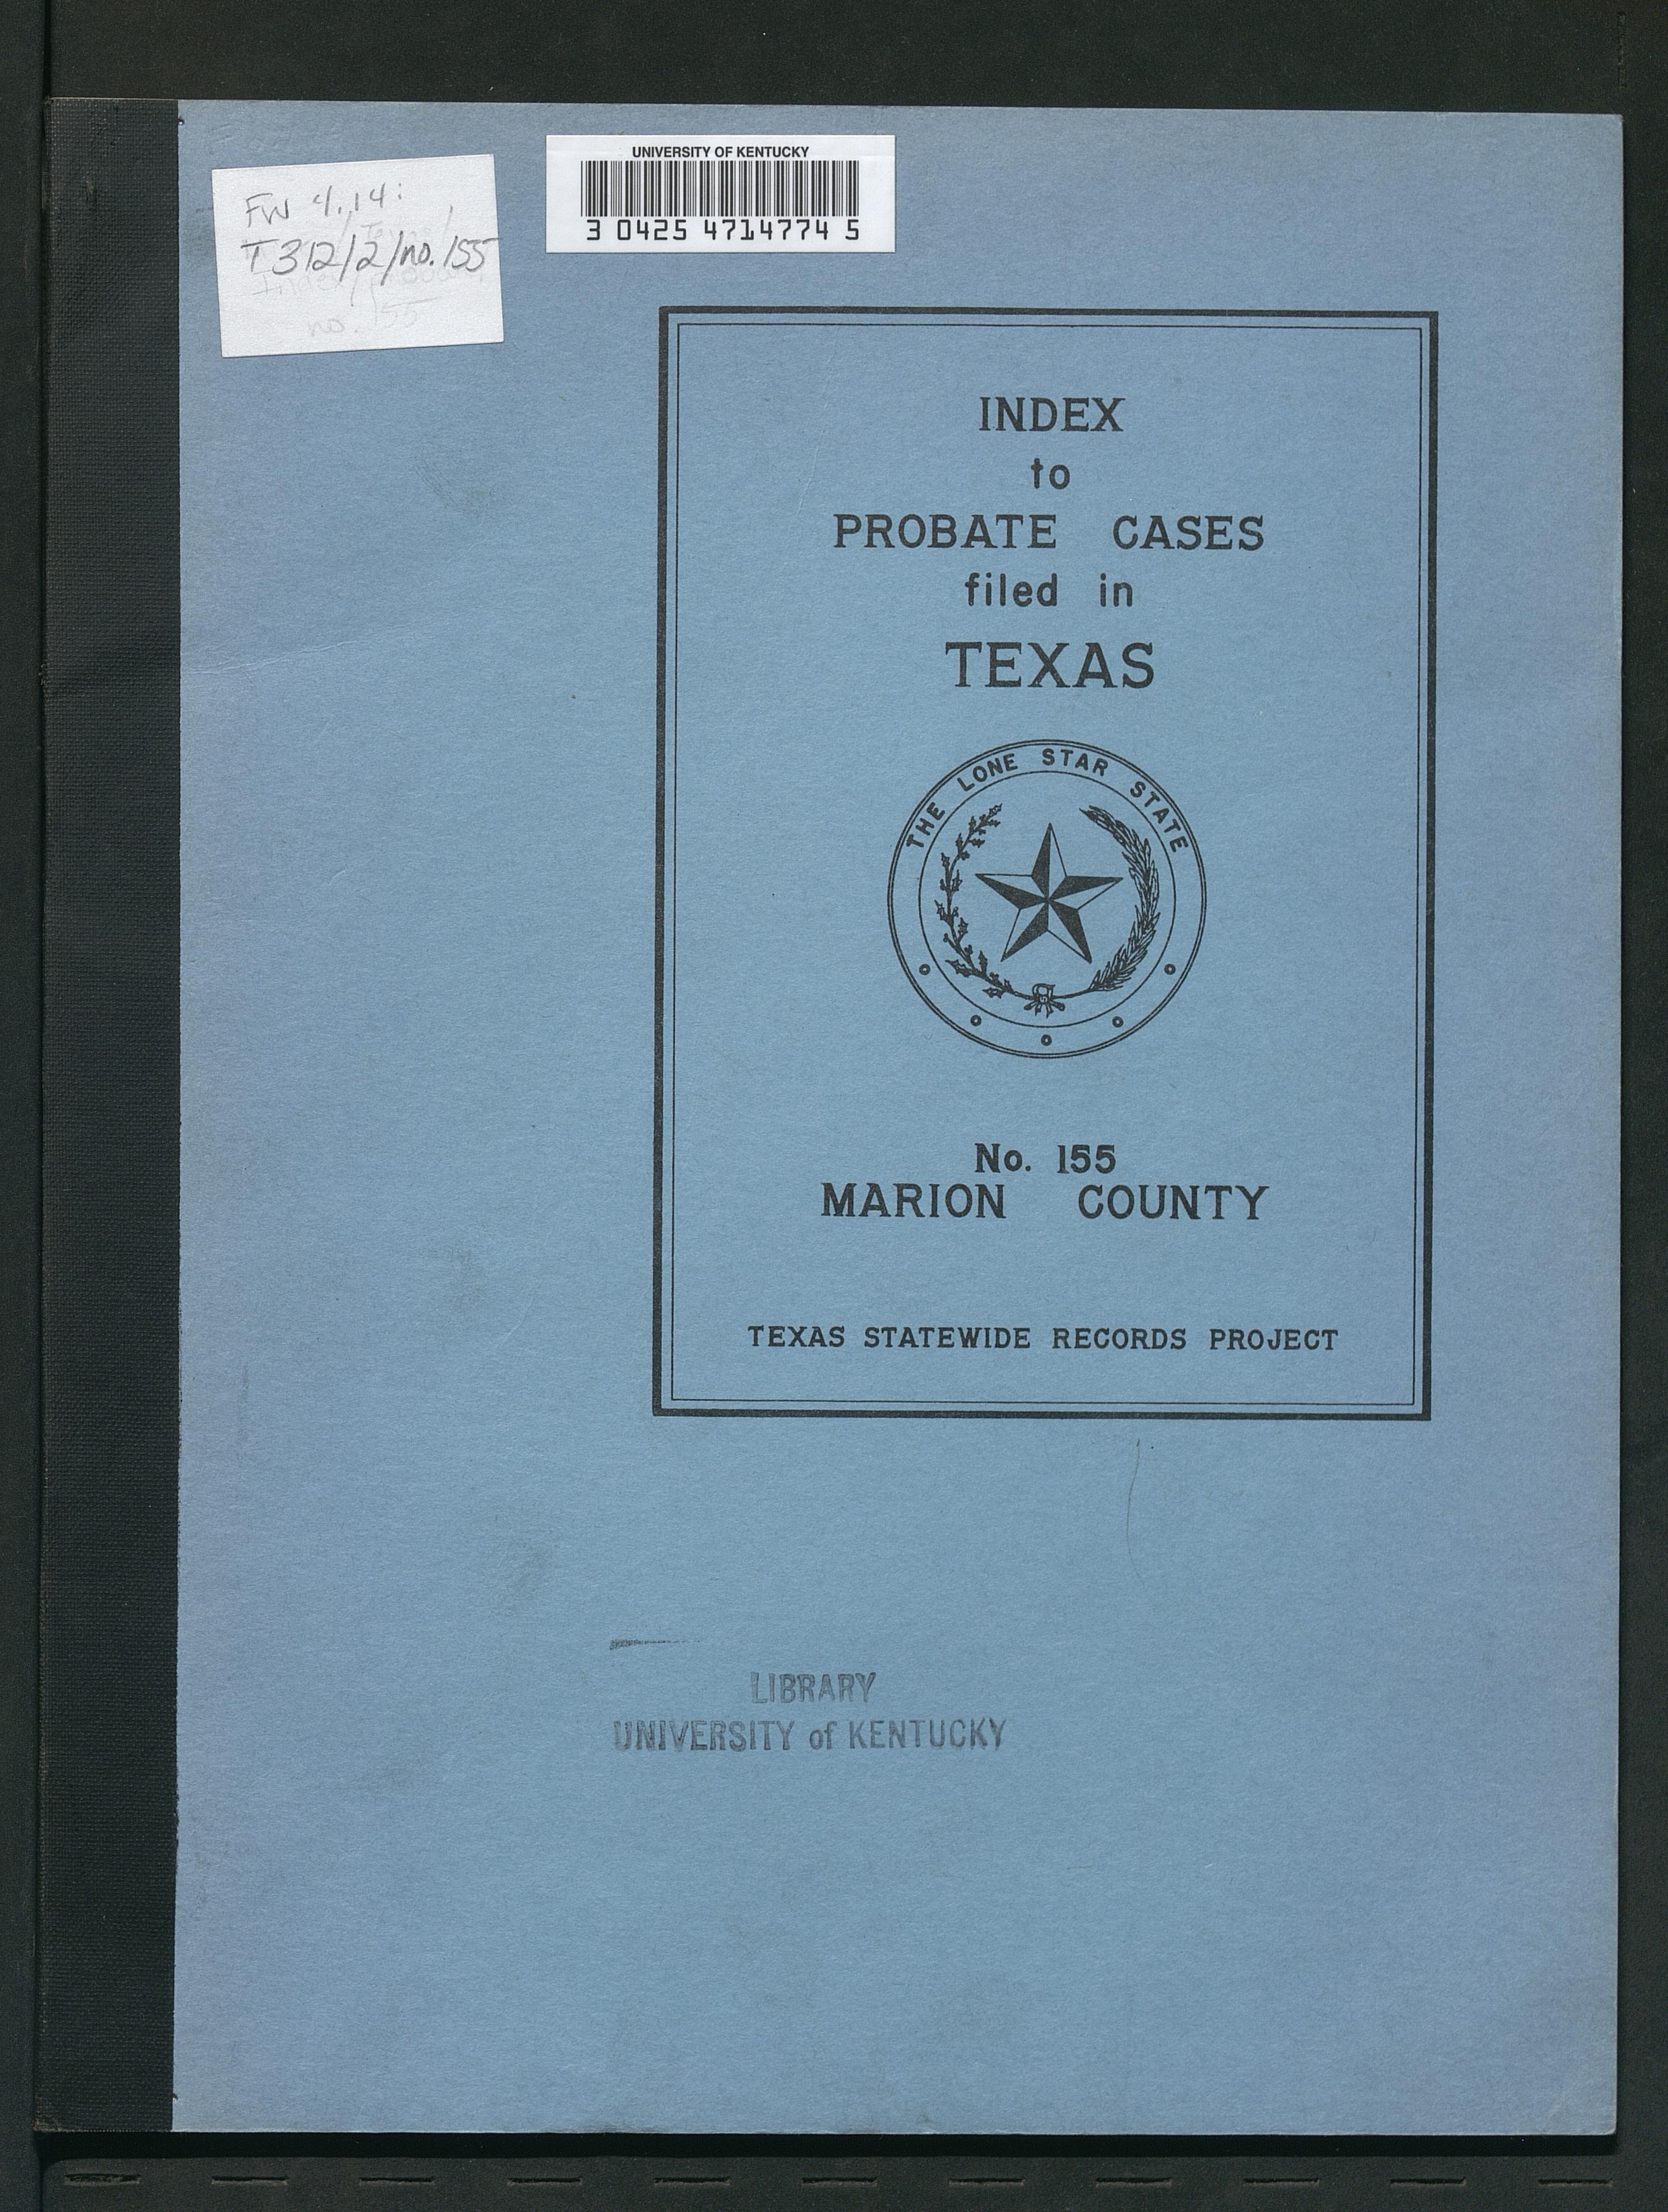 FW 4.14:
T312/2/no.155
no. 155
UNIVERSITY OF KENTUCKY
3 0425 4714774 5
INDEX
to
PROBATE CASES
filed in
TEXAS
THE LONE STAR STATE
No. 155
MARION COUNTY
TEXAS STATEWIDE RECORDS PROJECT
LIBRARY
UNIVERSITY of KENTUCKY